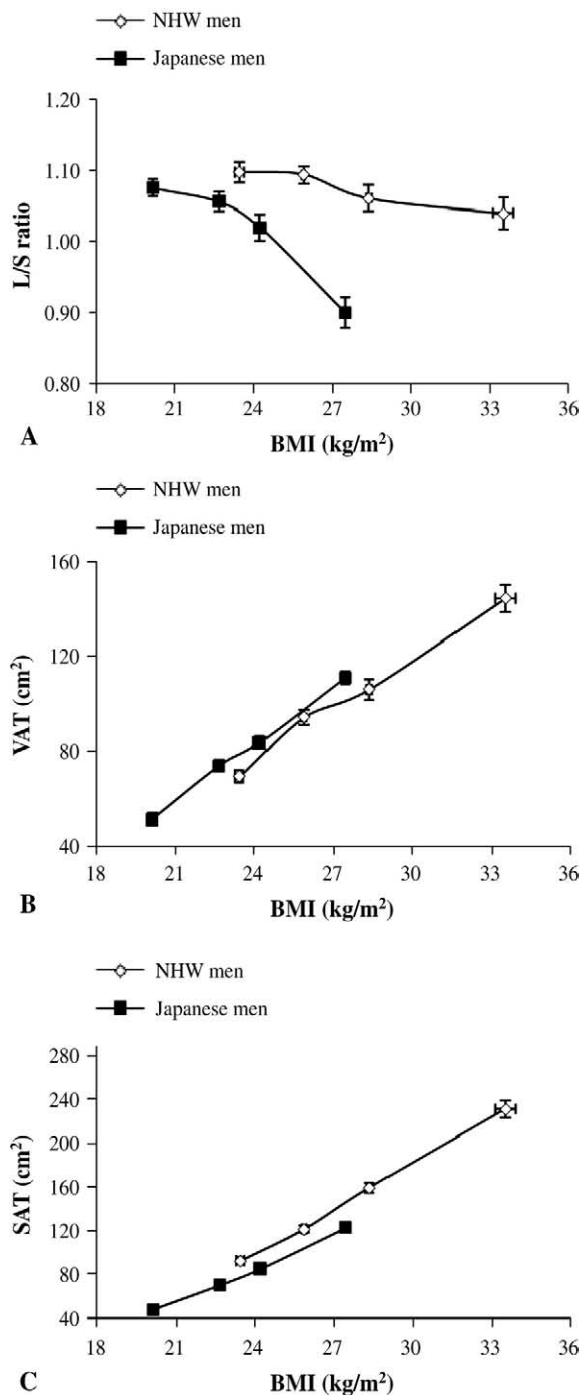 NHW men
Japanese men
1.20
1.10
1.00
0.90
0.80
L/S ratio
18 21 24 27 30 33 36
A
BMI (kg/m²)
NHW men
Japanese men
160
120
80
40
VAT (cm²)
18 21 24 27 30 33 36
B
BMI (kg/m²)
NHW men
Japanese men
280
240
200
160
120
80
40
SAT (cm²)
18 21 24 27 30 33 36
C
BMI (kg/m²)